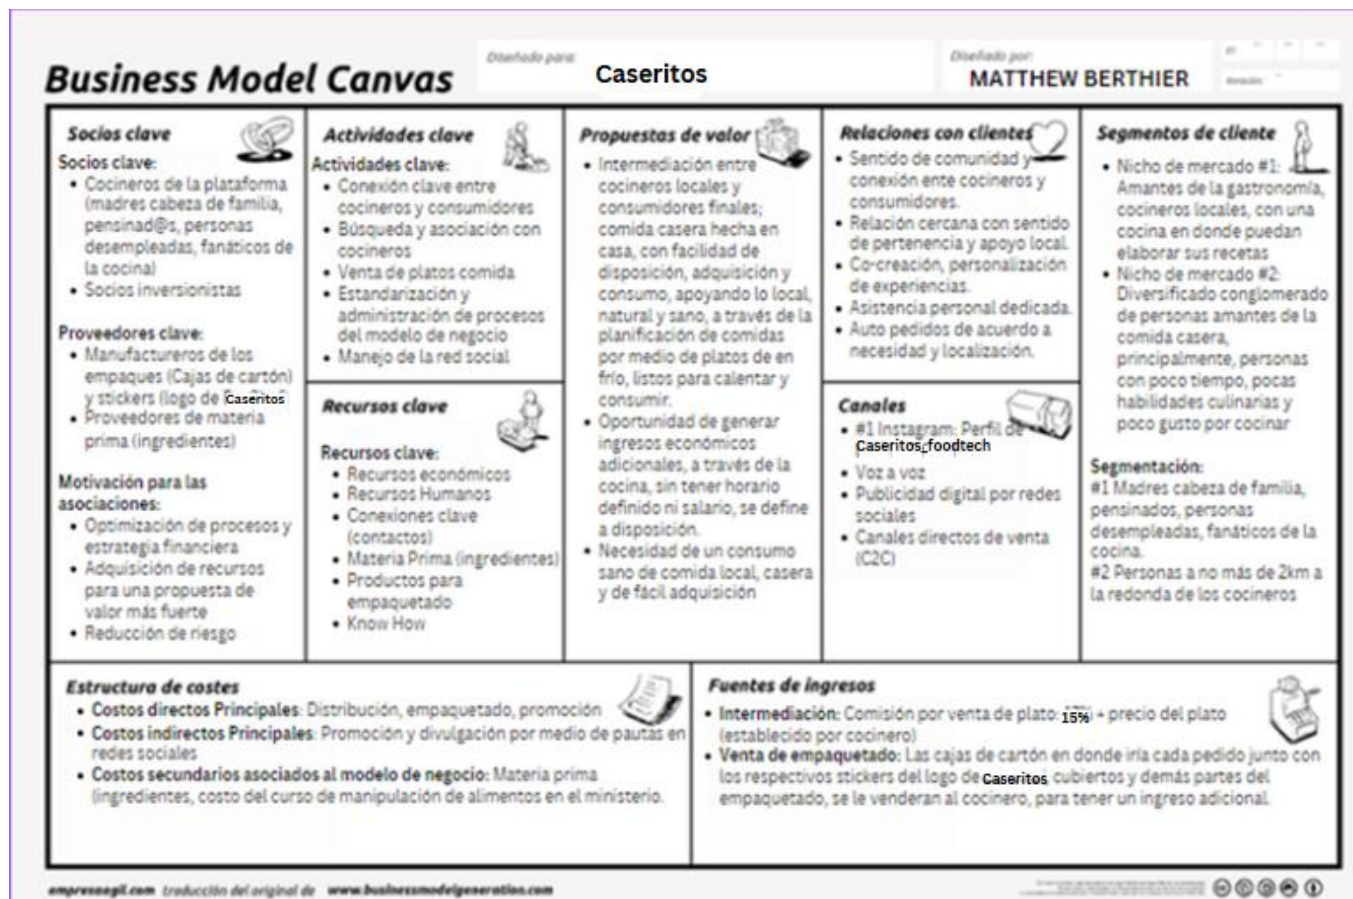 Business Model Canvas
Diseñado para:
Caseritos
Diseñado por:
MATTHEW BERTHIER
Socios clave
Socios clave:
• Cocineros de la plataforma
(madres cabeza de familia,
pensinad@s, personas
desempleadas, fanáticos de
la cocina)
• Socios inversionistas
Proveedores clave:
• Manufactureros de los
empaques (Cajas de cartón)
y stickers (logo de Caseritos
• Proveedores de materia
prima (ingredientes)
Motivación para las
asociaciones:
• Optimización de procesos y
estrategia financiera
• Adquisición de recursos
para una propuesta de
valor más fuerte
• Reducción de riesgo
Actividades clave
Actividades clave:
• Conexión clave entre
cocineros y consumidores
• Búsqueda y asociación con
cocineros
• Venta de platos comida
• Estandarización y
administración de procesos
del modelo de negocio
• Manejo de la red social
Recursos clave
Recursos clave:
• Recursos económicos
• Recursos Humanos
• Conexiones clave
(contactos)
• Materia Prima (ingredientes)
• Productos para
empaquetado
• Know How
Propuestas de valor
• Intermediación entre
cocineros locales y
consumidores finales;
comida casera hecha en
casa, con facilidad de
disposición, adquisición y
consumo, apoyando lo local,
natural y sano, a través de la
planificación de comidas
por medio de platos de en
frío, listos para calentar y
consumir.
• Oportunidad de generar
ingresos económicos
adicionales, a través de la
cocina, sin tener horario
definido ni salario, se define
a disposición.
• Necesidad de un consumo
sano de comida local, casera
y de fácil adquisición
Relaciones con clientes
• Sentido de comunidad y
conexión ente cocineros y
consumidores.
• Relación cercana con sentido
de pertenencia y apoyo local.
• Co-creación, personalización
de experiencias.
• Asistencia personal dedicada.
• Auto pedidos de acuerdo a
necesidad y localización.
Canales
• #1 Instagram: Perfil de
Caseritos_foodtech
• Voz a voz
• Publicidad digital por redes
sociales
• Canales directos de venta
(C2C)
Segmentos de cliente
• Nicho de mercado #1:
Amantes de la gastronomía,
cocineros locales, con una
cocina en donde puedan
elaborar sus recetas
• Nicho de mercado #2:
Diversificado conglomerado
de personas amantes de la
comida casera,
principalmente, personas
con poco tiempo, pocas
habilidades culinarias y
poco gusto por cocinar
Segmentación:
#1 Madres cabeza de familia,
pensinados, personas
desempleadas, fanáticos de la
cocina.
#2 Personas a no más de 2km a
la redonda de los cocineros
Estructura de costes
• Costos directos Principales: Distribución, empaquetado, promoción
• Costos indirectos Principales: Promoción y divulgación por medio de pautas en
redes sociales
• Costos secundarios asociados al modelo de negocio: Materia prima
(ingredientes, costo del curso de manipulación de alimentos en el ministerio.
Fuentes de ingresos
• Intermediación: Comisión por venta de plato: 15% + precio del plato
(establecido por cocinero)
• Venta de empaquetado: Las cajas de cartón en donde iría cada pedido junto con
los respectivos stickers del logo de Caseritos, cubiertos y demás partes del
empaquetado, se le venderan al cocinero, para tener un ingreso adicional.
empresaagil.com traducción del original de www.businessmodelgeneration.com